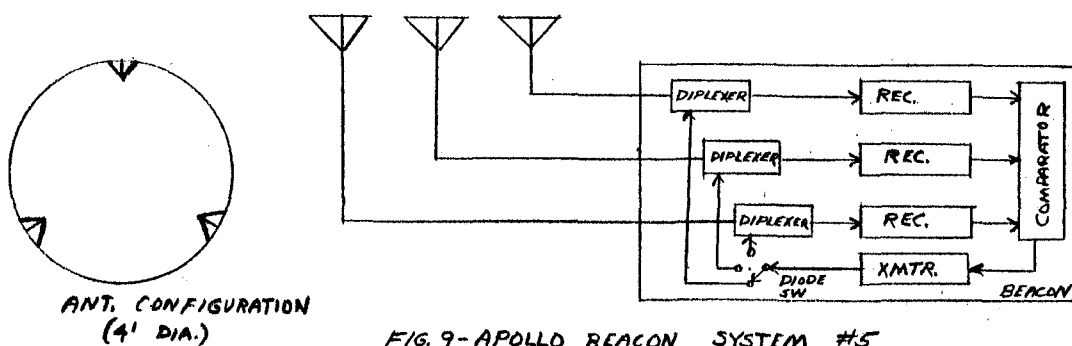 DIPLEXER
REC.
DIPLEXER
REC.
DIPLEXER
REC.
COMPARATOR
XMTR.
DIODE
SW
BEACON
ANT. CONFIGURATION
(4' DIA.)
FIG. 9-APOLLO BEACON SYSTEM #5